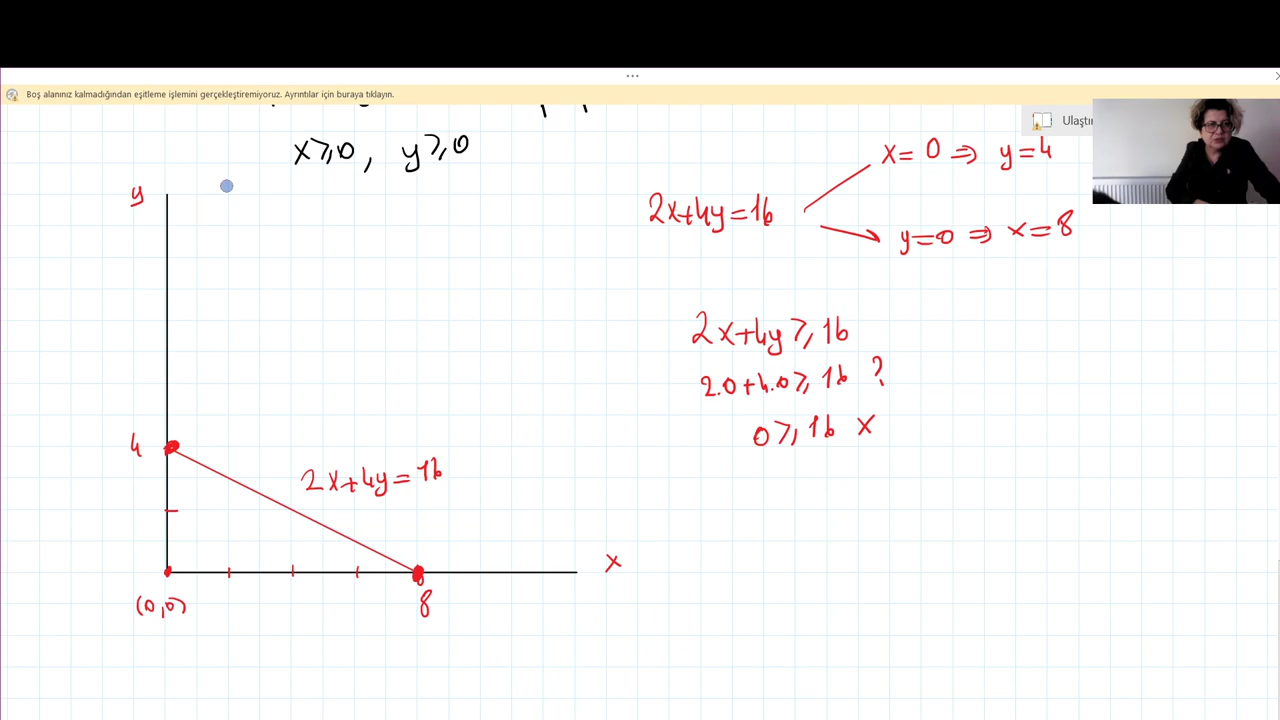 Boş alanınız kalmadığından eşitleme işlemini gerçekleştiremiyoruz. Ayrıntılar için buraya tıklayın.
Ulaştır
x⩾0, y⩾0
y
2x+4y=16
x=0 ⇒ y=4
y=0 ⇒ x=8
2x+4y⩾16
2.0+4.0⩾16 ?
0⩾16 x
4
2x+4y=16
x
(0,0)
8